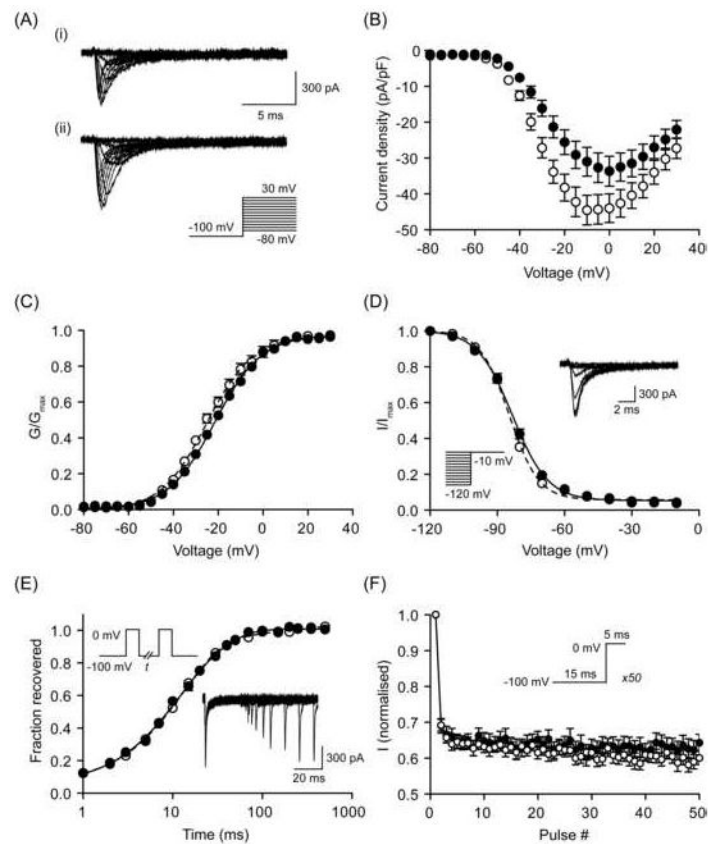 (A)
(i)
300 pA
5 ms
(ii)
30 mV
-100 mV
-80 mV
(B)
Current density (pA/pF)
0
-10
-20
-30
-40
-50
-80 -60 -40 -20 0 20 40
Voltage (mV)
(C)
G/Gmax
1.0
0.8
0.6
0.4
0.2
0.0
-80 -60 -40 -20 0 20 40
Voltage (mV)
(D)
I/Imax
1.0
0.8
0.6
0.4
0.2
0.0
300 pA
2 ms
-10 mV
-120 mV
-120 -90 -60 -30 0
Voltage (mV)
(E)
Fraction recovered
1.0
0.8
0.6
0.4
0.2
0.0
0 mV
-100 mV
t
300 pA
20 ms
1 10 100 1000
Time (ms)
(F)
I (normalised)
1.0
0.9
0.8
0.7
0.6
0.5
5 ms
0 mV
15 ms
x50
-100 mV
0 10 20 30 40 50
Pulse #